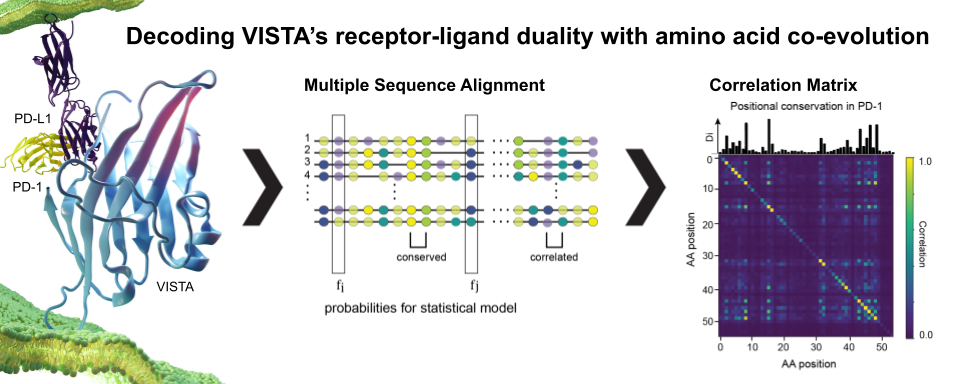 Decoding VISTA's receptor-ligand duality with amino acid co-evolution
PD-L1
PD-1
VISTA
Multiple Sequence Alignment
1
2
3
4
conserved
correlated
fi
fj
probabilities for statistical model
Correlation Matrix
Positional conservation in PD-1
Di
0
10
20
30
40
50
AA position
0 10 20 30 40 50
AA position
1.0
Correlation
0.0